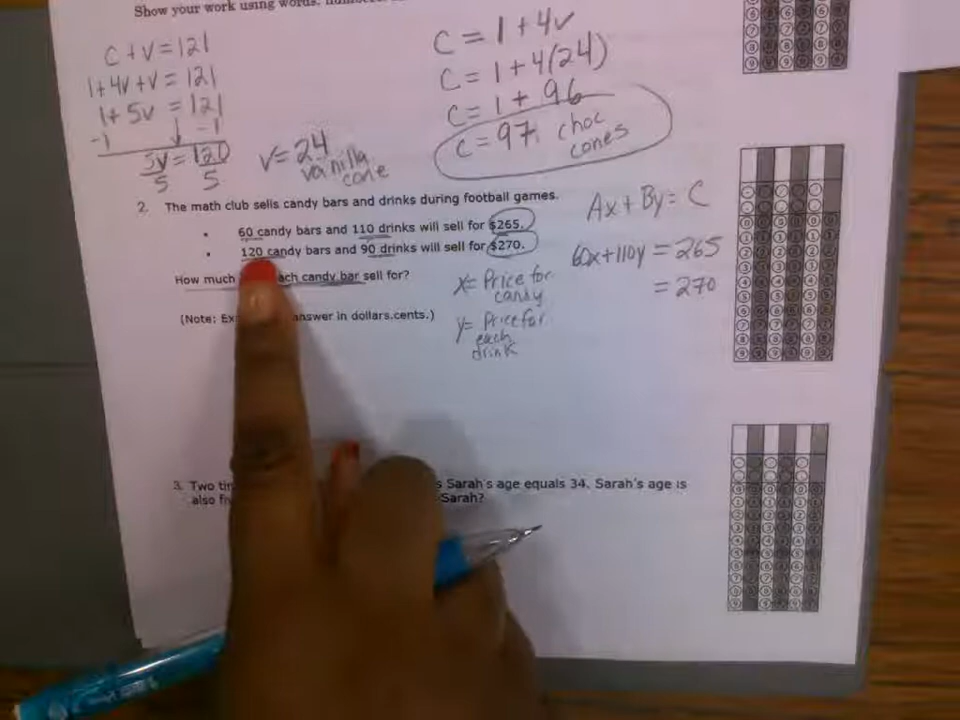 Show your work using words,
C + V = 121
1 + 4V + V = 121
1 + 5V = 121
-1 -1
5V = 120
5 5
V = 24
vanilla
cone
C = 1 + 4V
C = 1 + 4(24)
C = 1 + 96
C = 97 choc
cones
2. The math club sells candy bars and drinks during football games.
• 60 candy bars and 110 drinks will sell for $265.
• 120 candy bars and 90 drinks will sell for $270.
How much each candy bar sell for?
(Note: answer in dollars.cents.)
x = Price for
candy
y = Price for
each
drink
Ax + By = C
60x + 110y = 265
= 270
3. Two Sarah's age equals 34. Sarah's age is
also Sarah?